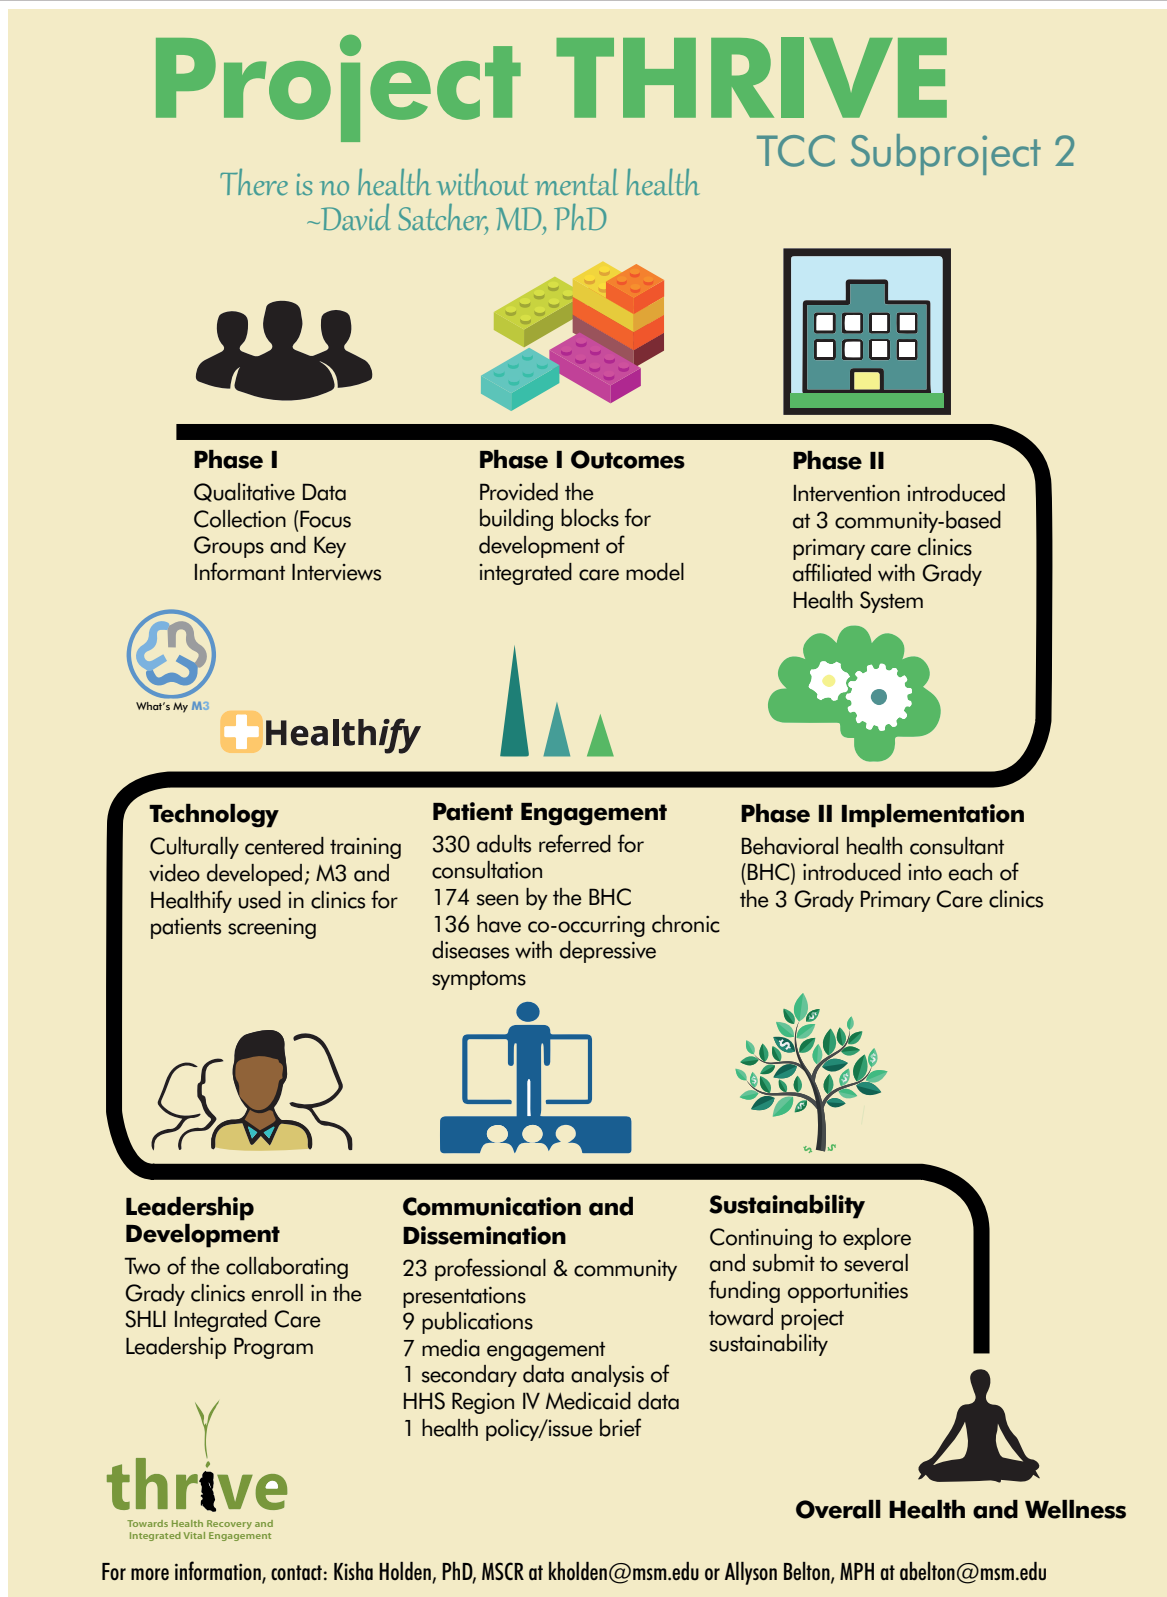 Project THRIVE
TCC Subproject 2
There is no health without mental health
~David Satcher, MD, PhD
Phase I
Qualitative Data
Collection (Focus
Groups and Key
Informant Interviews
Phase I Outcomes
Provided the
building blocks for
development of
integrated care model
Phase II
Intervention introduced
at 3 community-based
primary care clinics
affiliated with Grady
Health System
What's My M3
Healthify
Technology
Culturally centered training
video developed; M3 and
Healthify used in clinics for
patients screening
Patient Engagement
330 adults referred for
consultation
174 seen by the BHC
136 have co-occurring chronic
diseases with depressive
symptoms
Phase II Implementation
Behavioral health consultant
(BHC) introduced into each of
the 3 Grady Primary Care clinics
Leadership
Development
Two of the collaborating
Grady clinics enroll in the
SHLI Integrated Care
Leadership Program
Communication and
Dissemination
23 professional & community
presentations
9 publications
7 media engagement
1 secondary data analysis of
HHS Region IV Medicaid data
1 health policy/issue brief
Sustainability
Continuing to explore
and submit to several
funding opportunities
toward project
sustainability
thrive
Towards Health Recovery and
Integrated Vital Engagement
Overall Health and Wellness
For more information, contact: Kisha Holden, PhD, MSCR at kholden@msm.edu or Allyson Belton, MPH at abelton@msm.edu